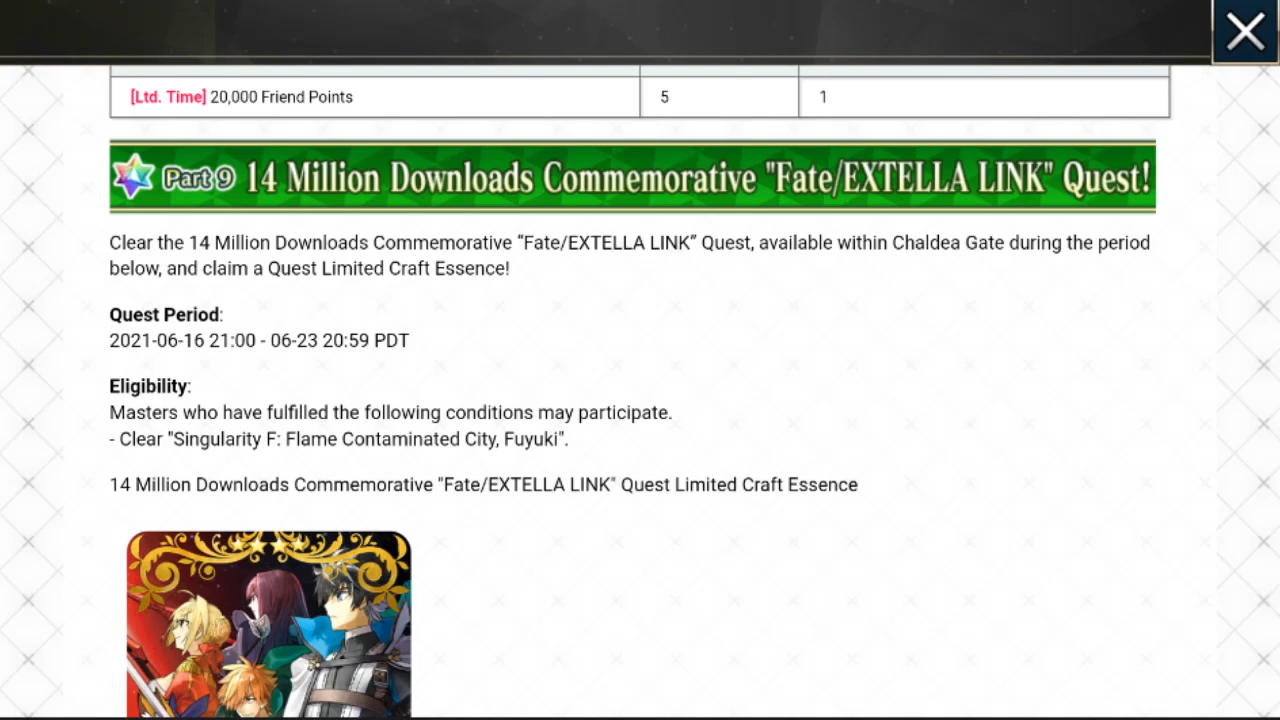 [Ltd. Time] 20,000 Friend Points 5 1
Part 9 14 Million Downloads Commemorative "Fate/EXTELLA LINK" Quest!
Clear the 14 Million Downloads Commemorative “Fate/EXTELLA LINK” Quest, available within Chaldea Gate during the period
below, and claim a Quest Limited Craft Essence!
Quest Period:
2021-06-16 21:00 - 06-23 20:59 PDT
Eligibility:
Masters who have fulfilled the following conditions may participate.
- Clear "Singularity F: Flame Contaminated City, Fuyuki".
14 Million Downloads Commemorative "Fate/EXTELLA LINK" Quest Limited Craft Essence